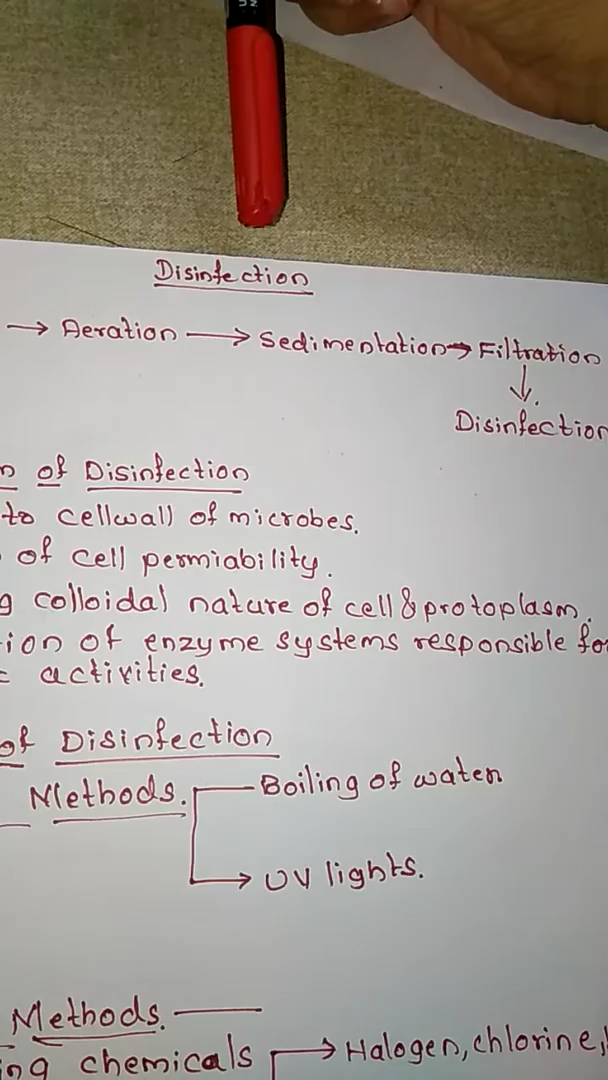 Disinfection
→ Aeration → Sedimentation → Filtration
↓
Disinfection
of Disinfection
to cellwall of microbes.
of cell permiability.
colloidal nature of cell & protoplasm.
of enzyme systems responsible for
activities.
of Disinfection
Methods. Boiling of water
→ UV lights.
Methods.
chemicals → Halogen, chlorine,